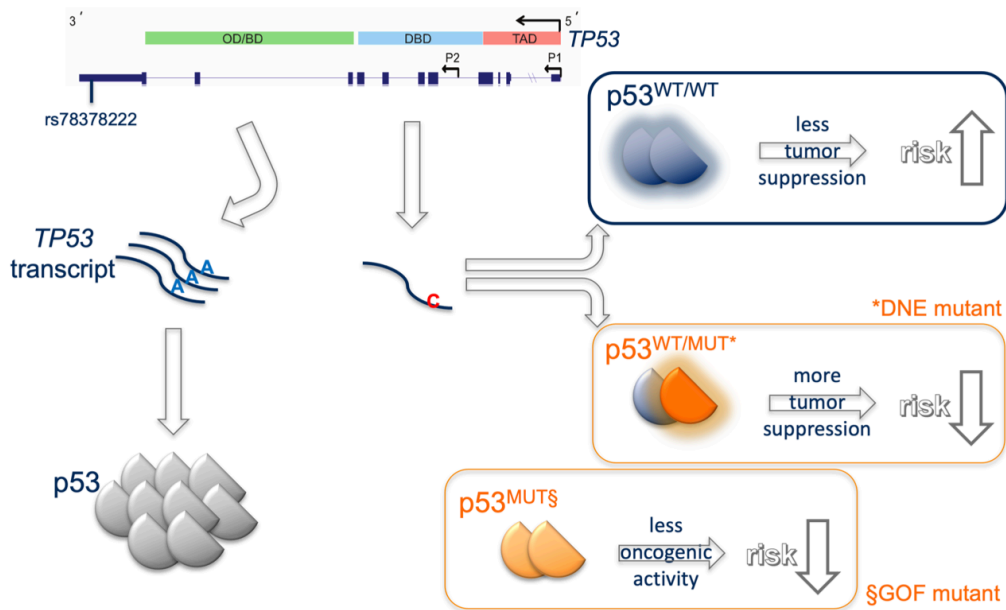 3 ′
5 ′
OD/BD DBD TAD
TP53
P2 P1
rs78378222
TP53
transcript
A A A
C
p53
p53WT/WT
less
tumor
suppression
risk
*DNE mutant
p53WT/MUT*
more
tumor
suppression
risk
p53MUT§
less
oncogenic
activity
risk
§GOF mutant